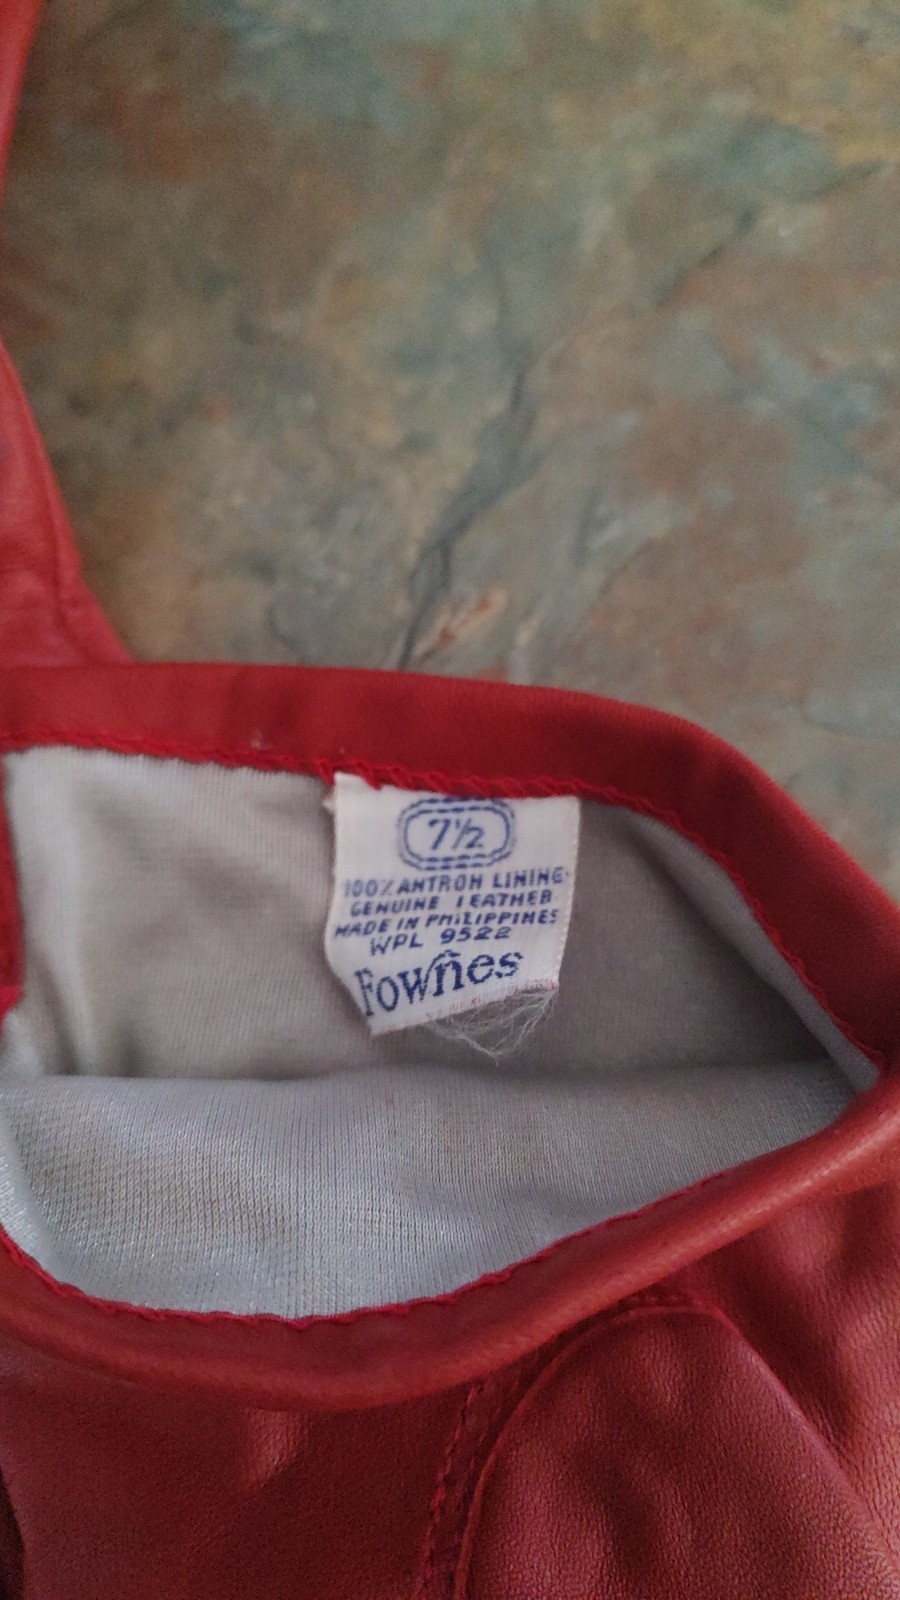 7½
100% ANTRON LINING
GENUINE LEATHER
MADE IN PHILIPPINES
WPL 9522
Fownes